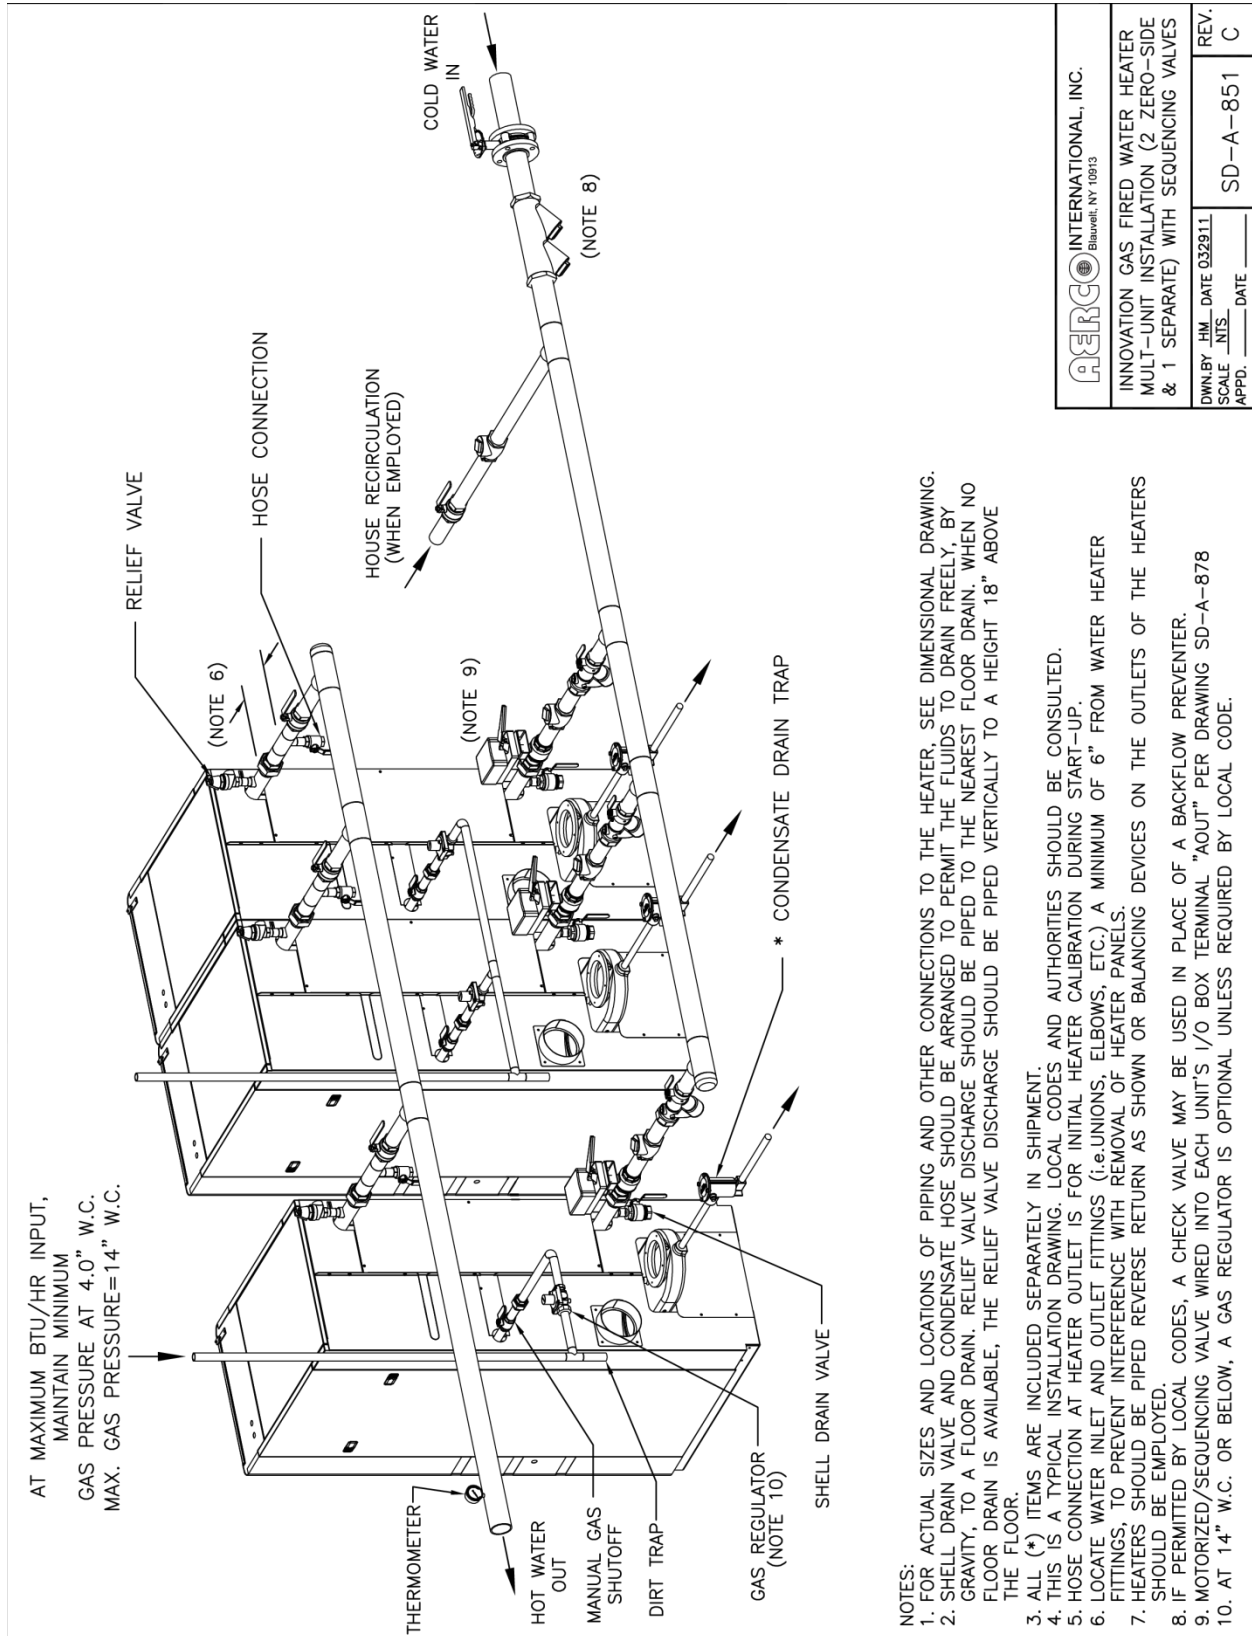 AT MAXIMUM BTU/HR INPUT,
MAINTAIN MINIMUM
GAS PRESSURE AT 4.0" W.C.
MAX. GAS PRESSURE=14" W.C.
RELIEF VALVE
(NOTE 6)
HOSE CONNECTION
HOUSE RECIRCULATION
(WHEN EMPLOYED)
COLD WATER
IN
(NOTE 8)
(NOTE 9)
THERMOMETER
HOT WATER
OUT
MANUAL GAS
SHUTOFF
DIRT TRAP
GAS REGULATOR
(NOTE 10)
SHELL DRAIN VALVE
* CONDENSATE DRAIN TRAP
NOTES:
1. FOR ACTUAL SIZES AND LOCATIONS OF PIPING AND OTHER CONNECTIONS TO THE HEATER, SEE DIMENSIONAL DRAWING.
2. SHELL DRAIN VALVE AND CONDENSATE HOSE SHOULD BE ARRANGED TO PERMIT THE FLUIDS TO DRAIN FREELY, BY
GRAVITY, TO A FLOOR DRAIN. RELIEF VALVE DISCHARGE SHOULD BE PIPED TO THE NEAREST FLOOR DRAIN. WHEN NO
FLOOR DRAIN IS AVAILABLE, THE RELIEF VALVE DISCHARGE SHOULD BE PIPED VERTICALLY TO A HEIGHT 18" ABOVE
THE FLOOR.
3. ALL (*) ITEMS ARE INCLUDED SEPARATELY IN SHIPMENT.
4. THIS IS A TYPICAL INSTALLATION DRAWING. LOCAL CODES AND AUTHORITIES SHOULD BE CONSULTED.
5. HOSE CONNECTION AT HEATER OUTLET IS FOR INITIAL HEATER CALIBRATION DURING START-UP.
6. LOCATE WATER INLET AND OUTLET FITTINGS (i.e.UNIONS, ELBOWS, ETC.) A MINIMUM OF 6" FROM WATER HEATER
FITTINGS, TO PREVENT INTERFERENCE WITH REMOVAL OF HEATER PANELS.
7. HEATERS SHOULD BE PIPED REVERSE RETURN AS SHOWN OR BALANCING DEVICES ON THE OUTLETS OF THE HEATERS
SHOULD BE EMPLOYED.
8. IF PERMITTED BY LOCAL CODES, A CHECK VALVE MAY BE USED IN PLACE OF A BACKFLOW PREVENTER.
9. MOTORIZED/SEQUENCING VALVE WIRED INTO EACH UNIT'S I/O BOX TERMINAL "AOUT" PER DRAWING SD-A-878
10. AT 14" W.C. OR BELOW, A GAS REGULATOR IS OPTIONAL UNLESS REQUIRED BY LOCAL CODE.
AERCO INTERNATIONAL, INC.
Blauvelt, NY 10913
INNOVATION GAS FIRED WATER HEATER
MULT-UNIT INSTALLATION (2 ZERO-SIDE
& 1 SEPARATE) WITH SEQUENCING VALVES
DWN.BY HM DATE 032911
SCALE NTS
APPD. DATE
SD-A-851
REV.
C